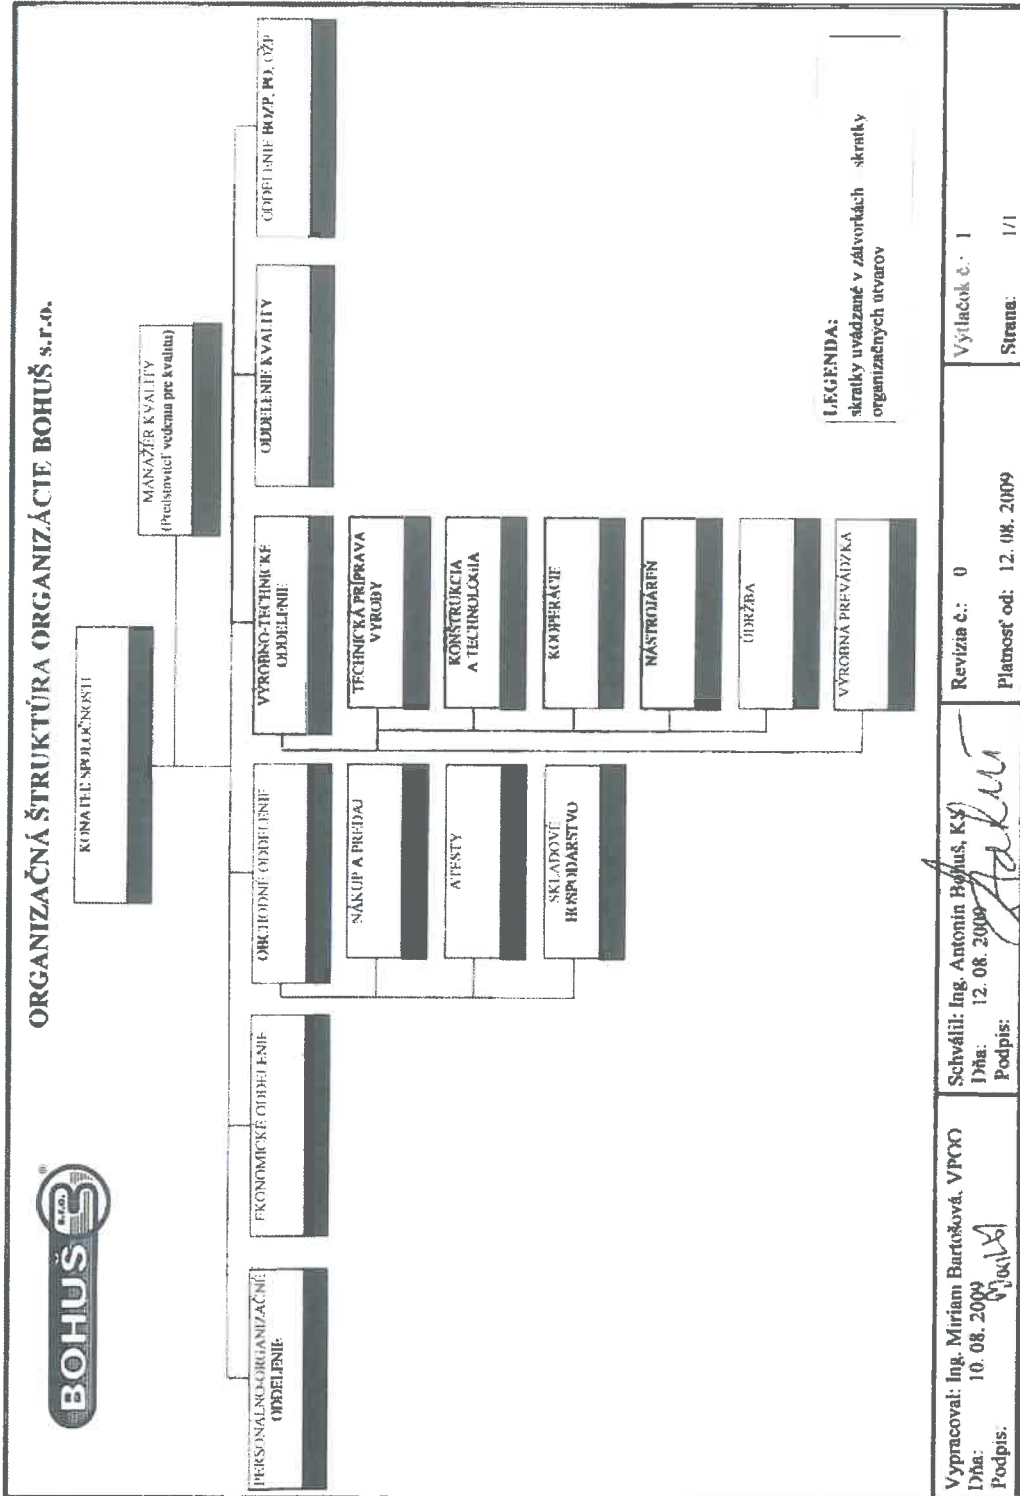 ORGANIZAČNÁ ŠTRUKTÚRA ORGANIZÁCIE BOHUŠ s.r.o.
BOHUŠ
s.r.o.
®
KONATEĽ SPOLOČNOSTI
MANAŽÉR KVALITY
(Predstaviteľ vedenia pre kvalitu)
PERSONÁLNO-ORGANIZAČNÉ
ODDELENIE
EKONOMICKÉ ODDELENIE
OBCHODNÉ ODDELENIE
VÝROBNO-TECHNICKÉ
ODDELENIE
ODDELENIE KVALITY
ODDELENIE BOZP, PO, OŽP
NÁKUP A PREDAJ
ATESTY
SKLADOVÉ
HOSPODÁRSTVO
TECHNICKÁ PRÍPRAVA
VÝROBY
KONŠTRUKCIA
A TECHNOLÓGIA
KOOPERÁCIE
NÁSTROJÁREŇ
ÚDRŽBA
VÝROBNÁ PREVÁDZKA
LEGENDA:
skratky uvádzané v zátvorkách skratky
organizačných útvarov
Vypracoval: Ing. Miriam Bartošová, VPOO
Dňa: 10. 08. 2009
Podpis:
Schválil: Ing. Antonín Bohuš, KS
Dňa: 12. 08. 2009
Podpis:
Revízia č.: 0
Platnosť od: 12. 08. 2009
Výtlačok č.: 1
Strana: 1/1